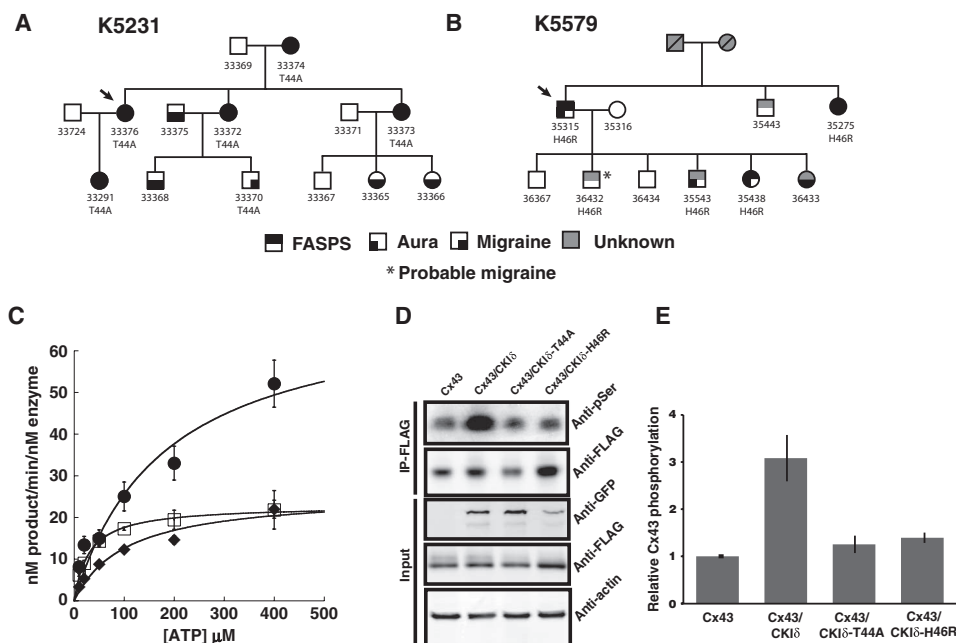 A K5231
33369
33374
T44A
33724
33376
T44A
33375
33372
T44A
33371
33373
T44A
33291
T44A
33368
33370
T44A
33367
33365
33366
B K5579
35315
H46R
35316
35443
35275
H46R
36367
36432
H46R
*
36434
35543
H46R
35438
H46R
36433
FASPS Aura Migraine Unknown
* Probable migraine
C
nM product/min/nM enzyme
60
50
40
30
20
10
0
0 100 200 300 400 500
[ATP] μM
D
Cx43
Cx43/CKIδ
Cx43/CKIδ-T44A
Cx43/CKIδ-H46R
IP-FLAG
Input
Anti-pSer
Anti-FLAG
Anti-GFP
Anti-FLAG
Anti-actin
E
Relative Cx43 phosphorylation
4
3
2
1
0
Cx43
Cx43/
CKIδ
Cx43/
CKIδ-T44A
Cx43/
CKIδ-H46R